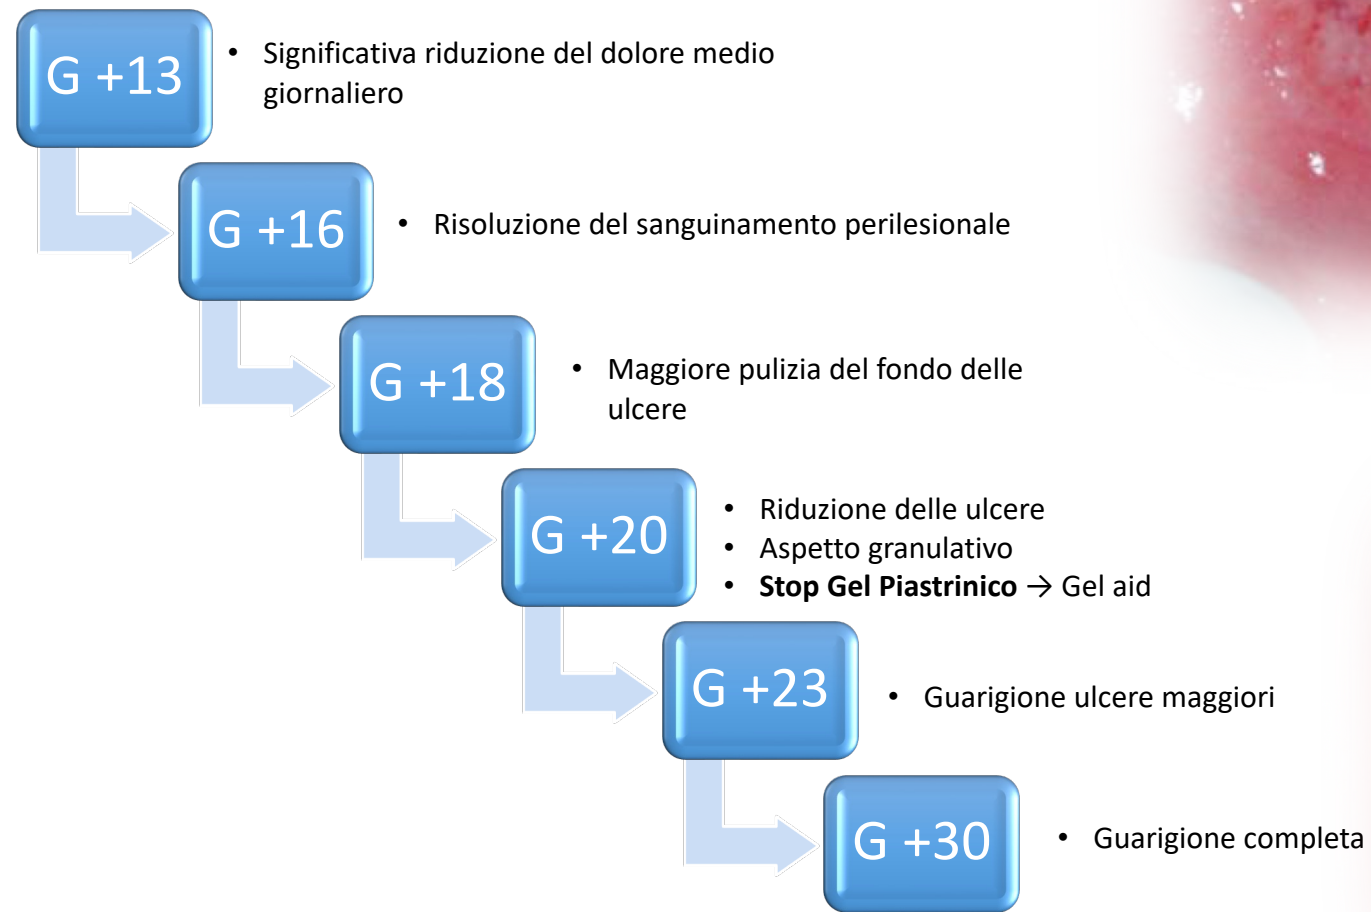 G +13
• Significativa riduzione del dolore medio
giornaliero
G +16
• Risoluzione del sanguinamento perilesionale
G +18
• Maggiore pulizia del fondo delle
ulcere
G +20
• Riduzione delle ulcere
• Aspetto granulativo
• Stop Gel Piastrinico → Gel aid
G +23
• Guarigione ulcere maggiori
G +30
• Guarigione completa